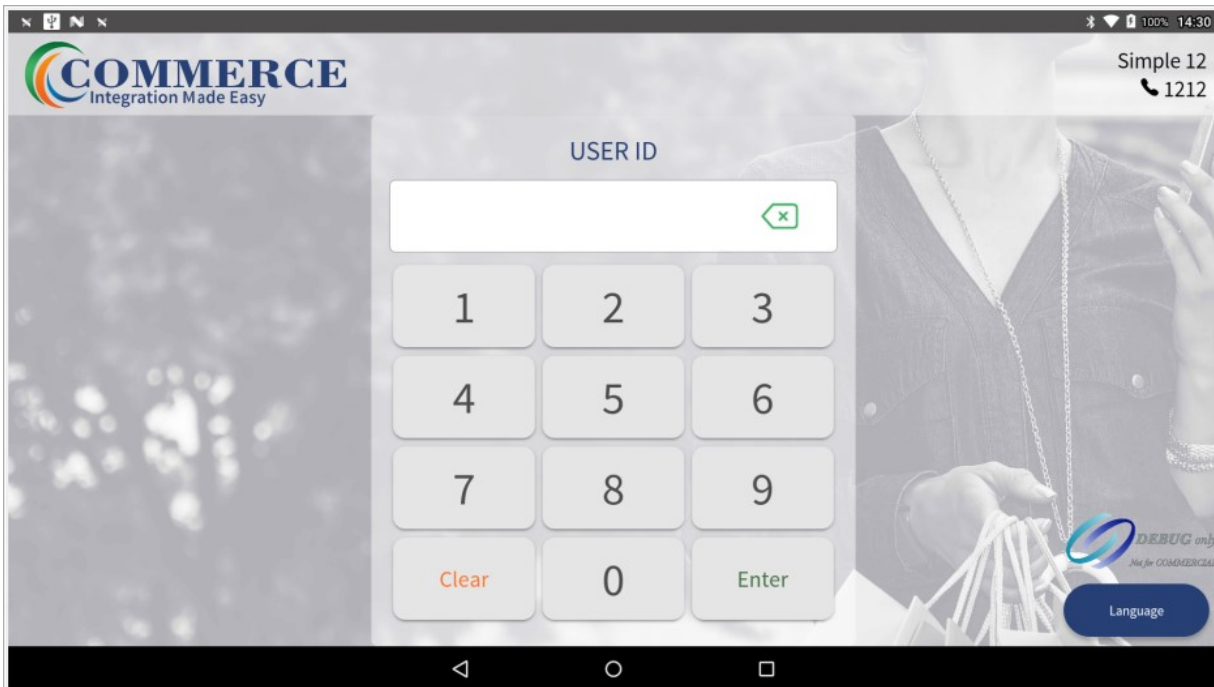 100% 14:30
COMMERCE
Integration Made Easy
Simple 12
1212
USER ID
1 2 3
4 5 6
7 8 9
Clear 0 Enter
DEBUG only
Not for COMMERCIAL
Language